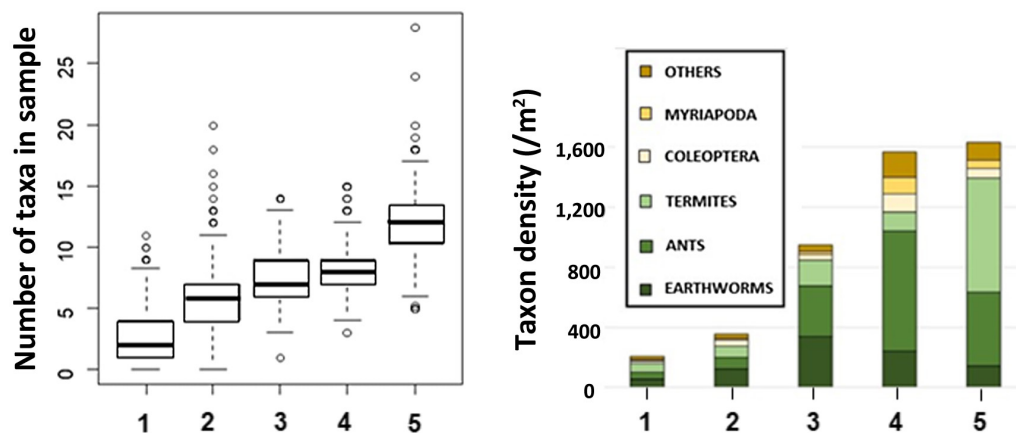 Number of taxa in sample
25
20
15
10
5
0
1 2 3 4 5
Taxon density (/m²)
1,600
1,200
800
400
0
OTHERS
MYRIAPODA
COLEOPTERA
TERMITES
ANTS
EARTHWORMS
1 2 3 4 5